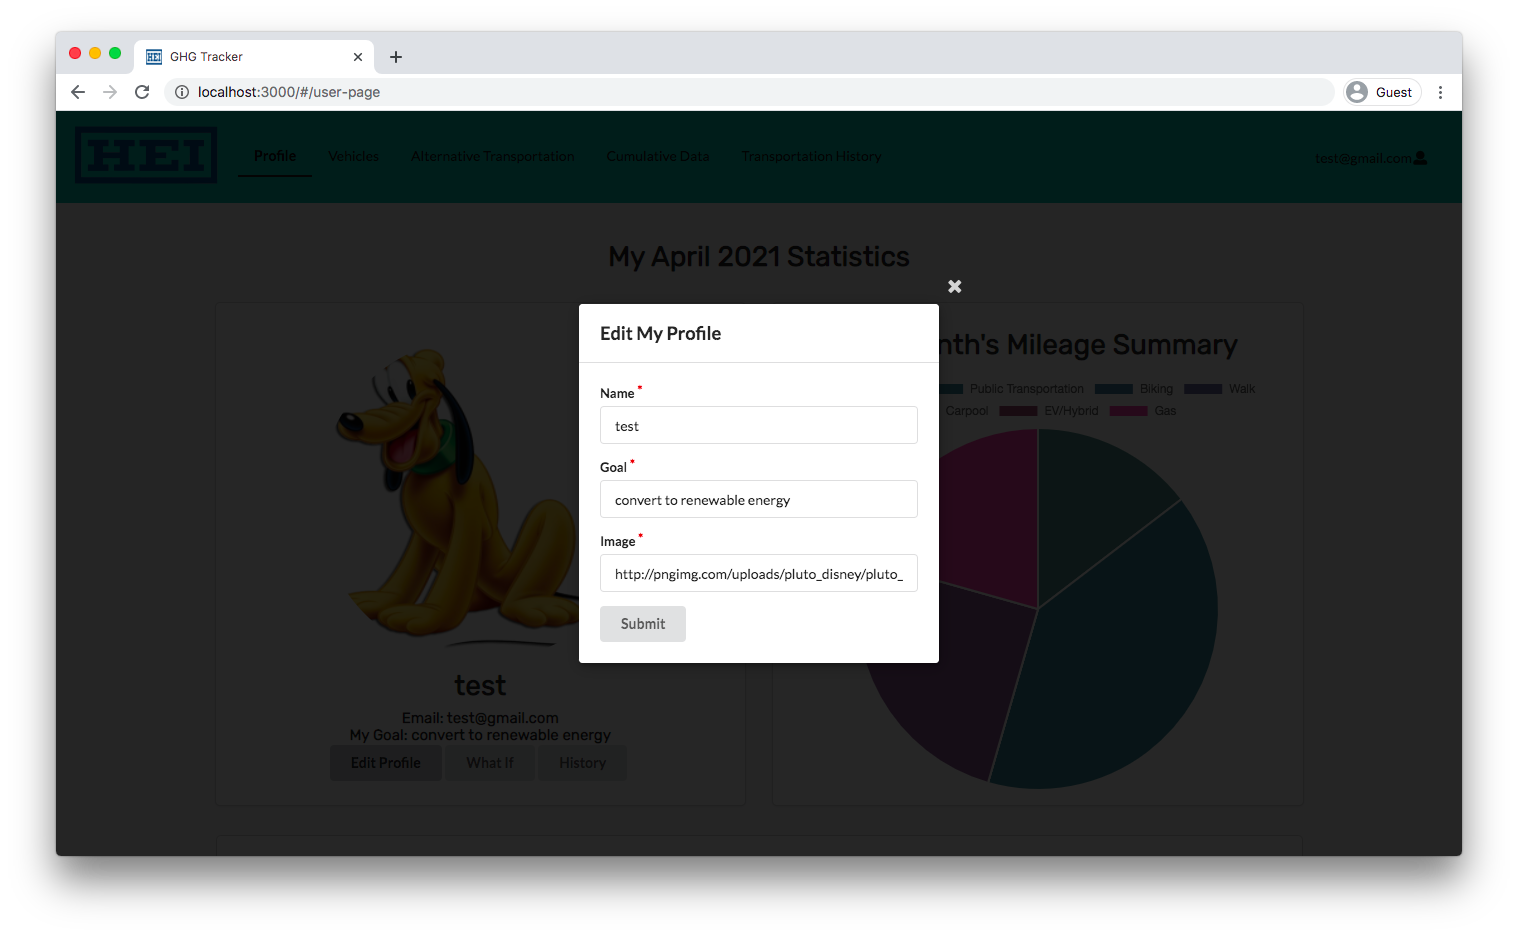 HEI GHG Tracker
localhost:3000/#/user-page
Guest
HEI Profile Vehicles Alternative Transportation Cumulative Data Transportation History test@gmail.com
My April 2021 Statistics
Edit My Profile
nth's Mileage Summary
Name *
test
Public Transportation Biking Walk
Carpool EV/Hybrid Gas
Goal *
convert to renewable energy
Image *
http://pngimg.com/uploads/pluto_disney/pluto_
Submit
test
Email: test@gmail.com
My Goal: convert to renewable energy
Edit Profile What If History